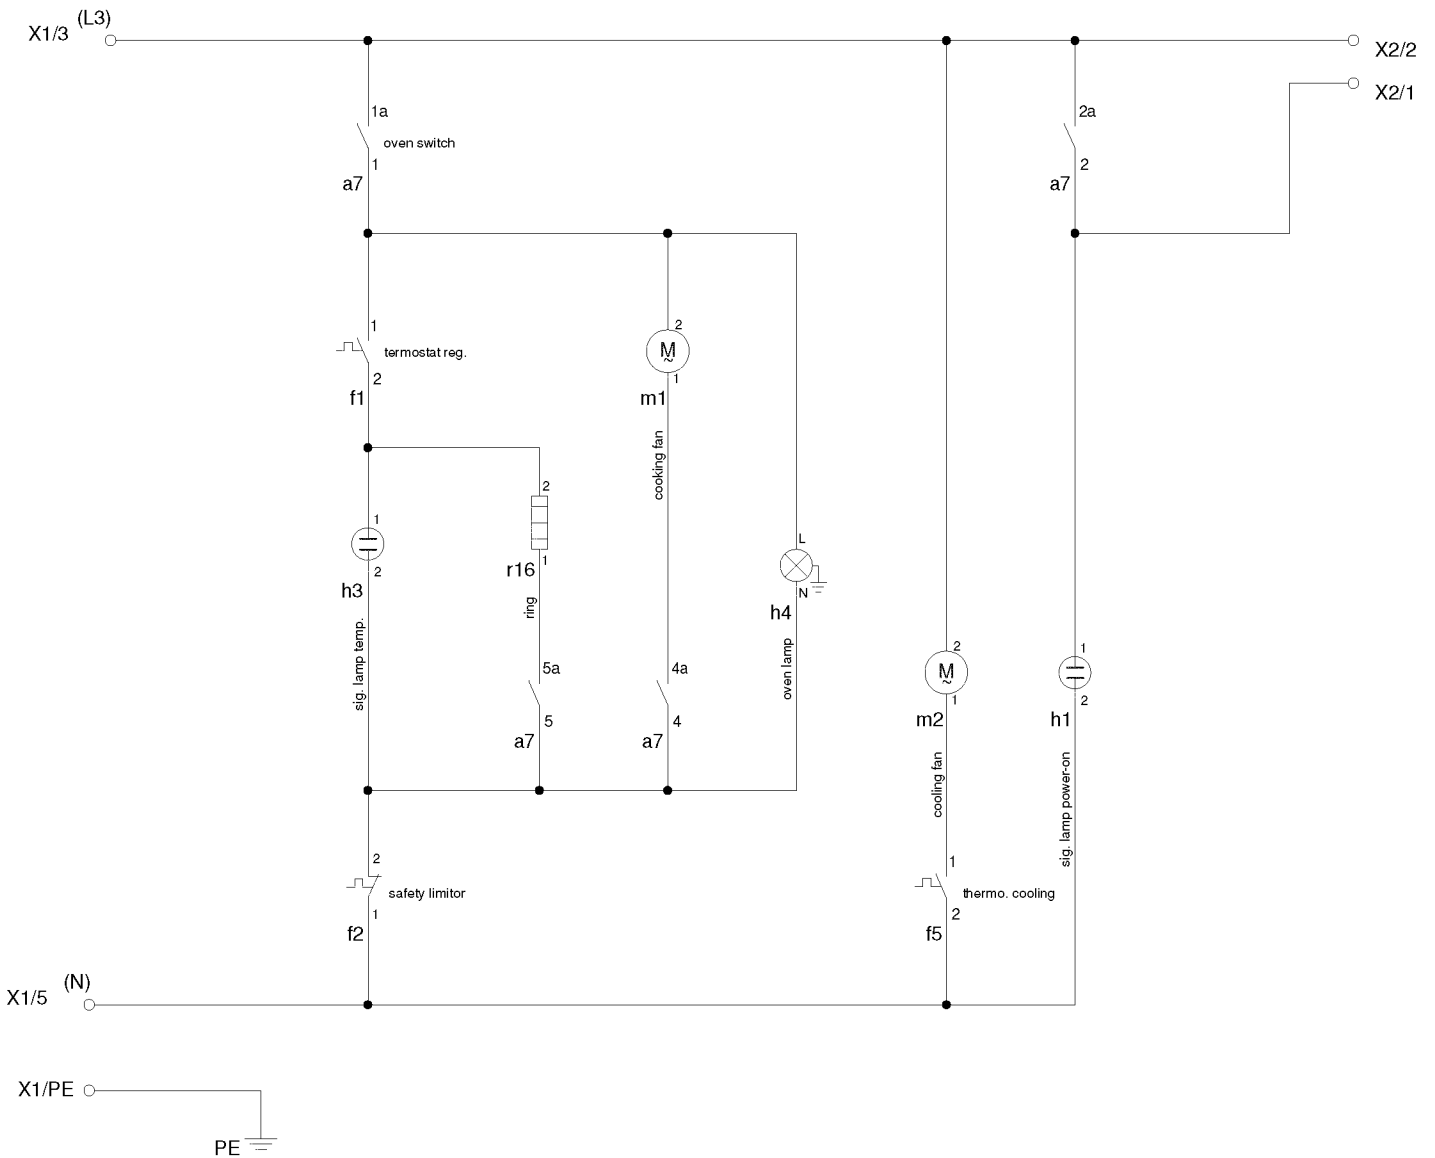 (L3)
X1/3
X2/2
X2/1
1a
oven switch
1
a7
2a
2
a7
1
termostat reg.
2
f1
2
M
~
1
m1
cooking fan
1
2
h3
sig. lamp temp.
2
1
r16
ring
5a
5
a7
4a
4
a7
L
N
h4
oven lamp
2
M
~
1
m2
cooling fan
1
2
h1
sig. lamp power-on
2
safety limitor
1
f2
1
thermo. cooling
2
f5
(N)
X1/5
X1/PE
PE